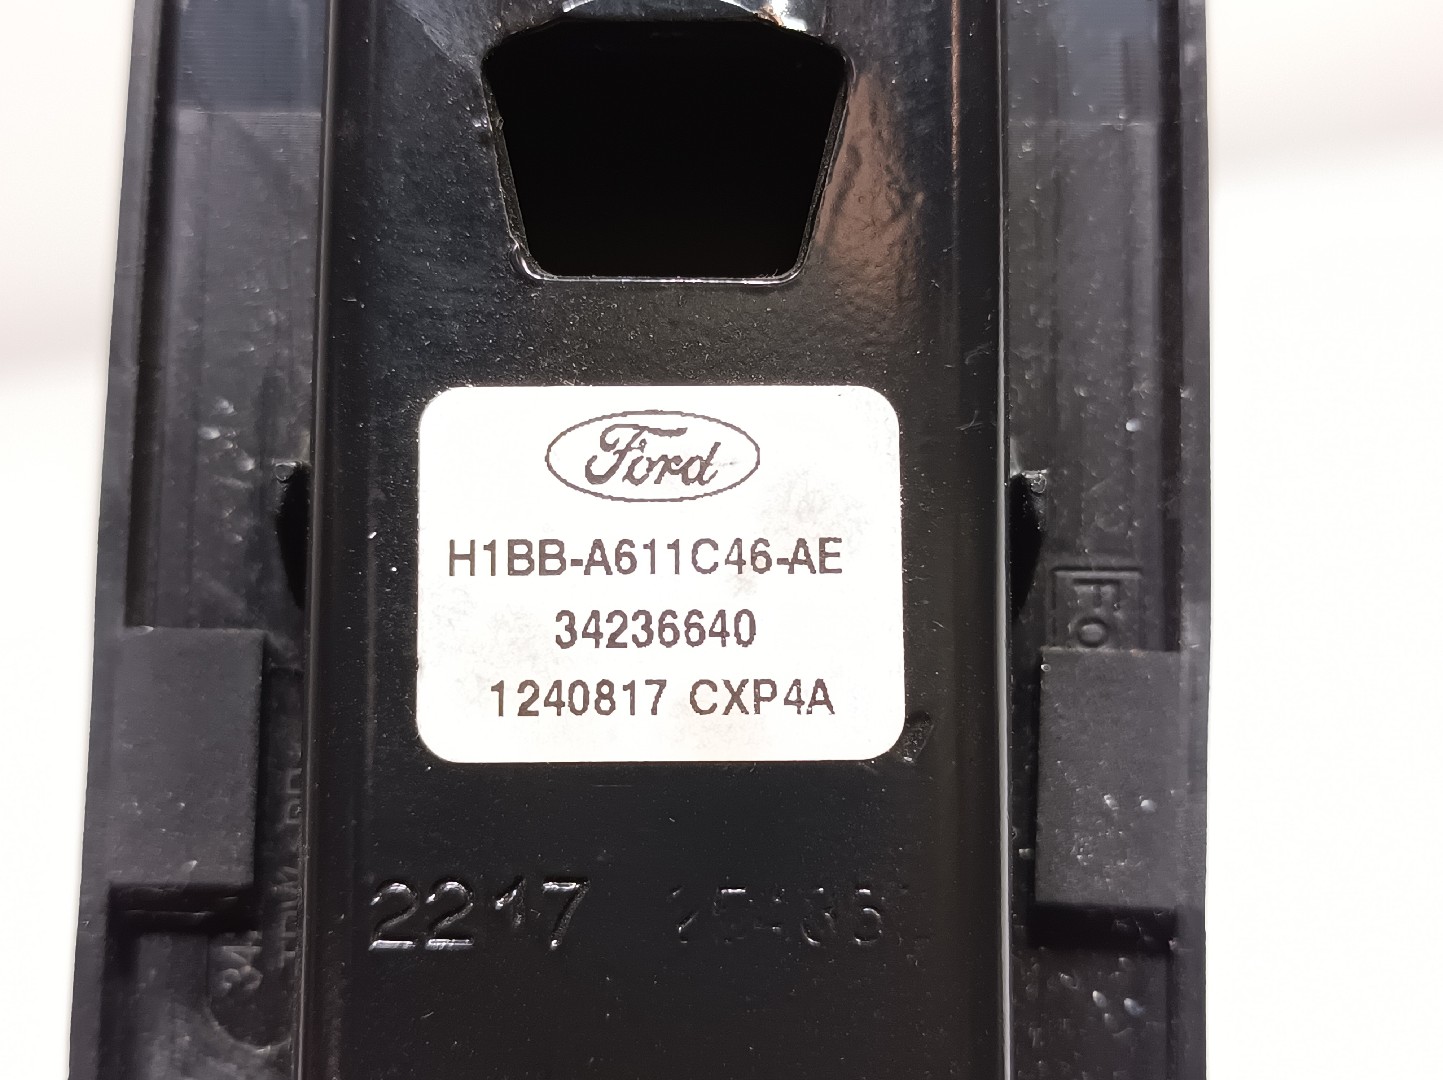 Ford
H1BB-A611C46-AE
34236640
1240817 CXP4A
2217